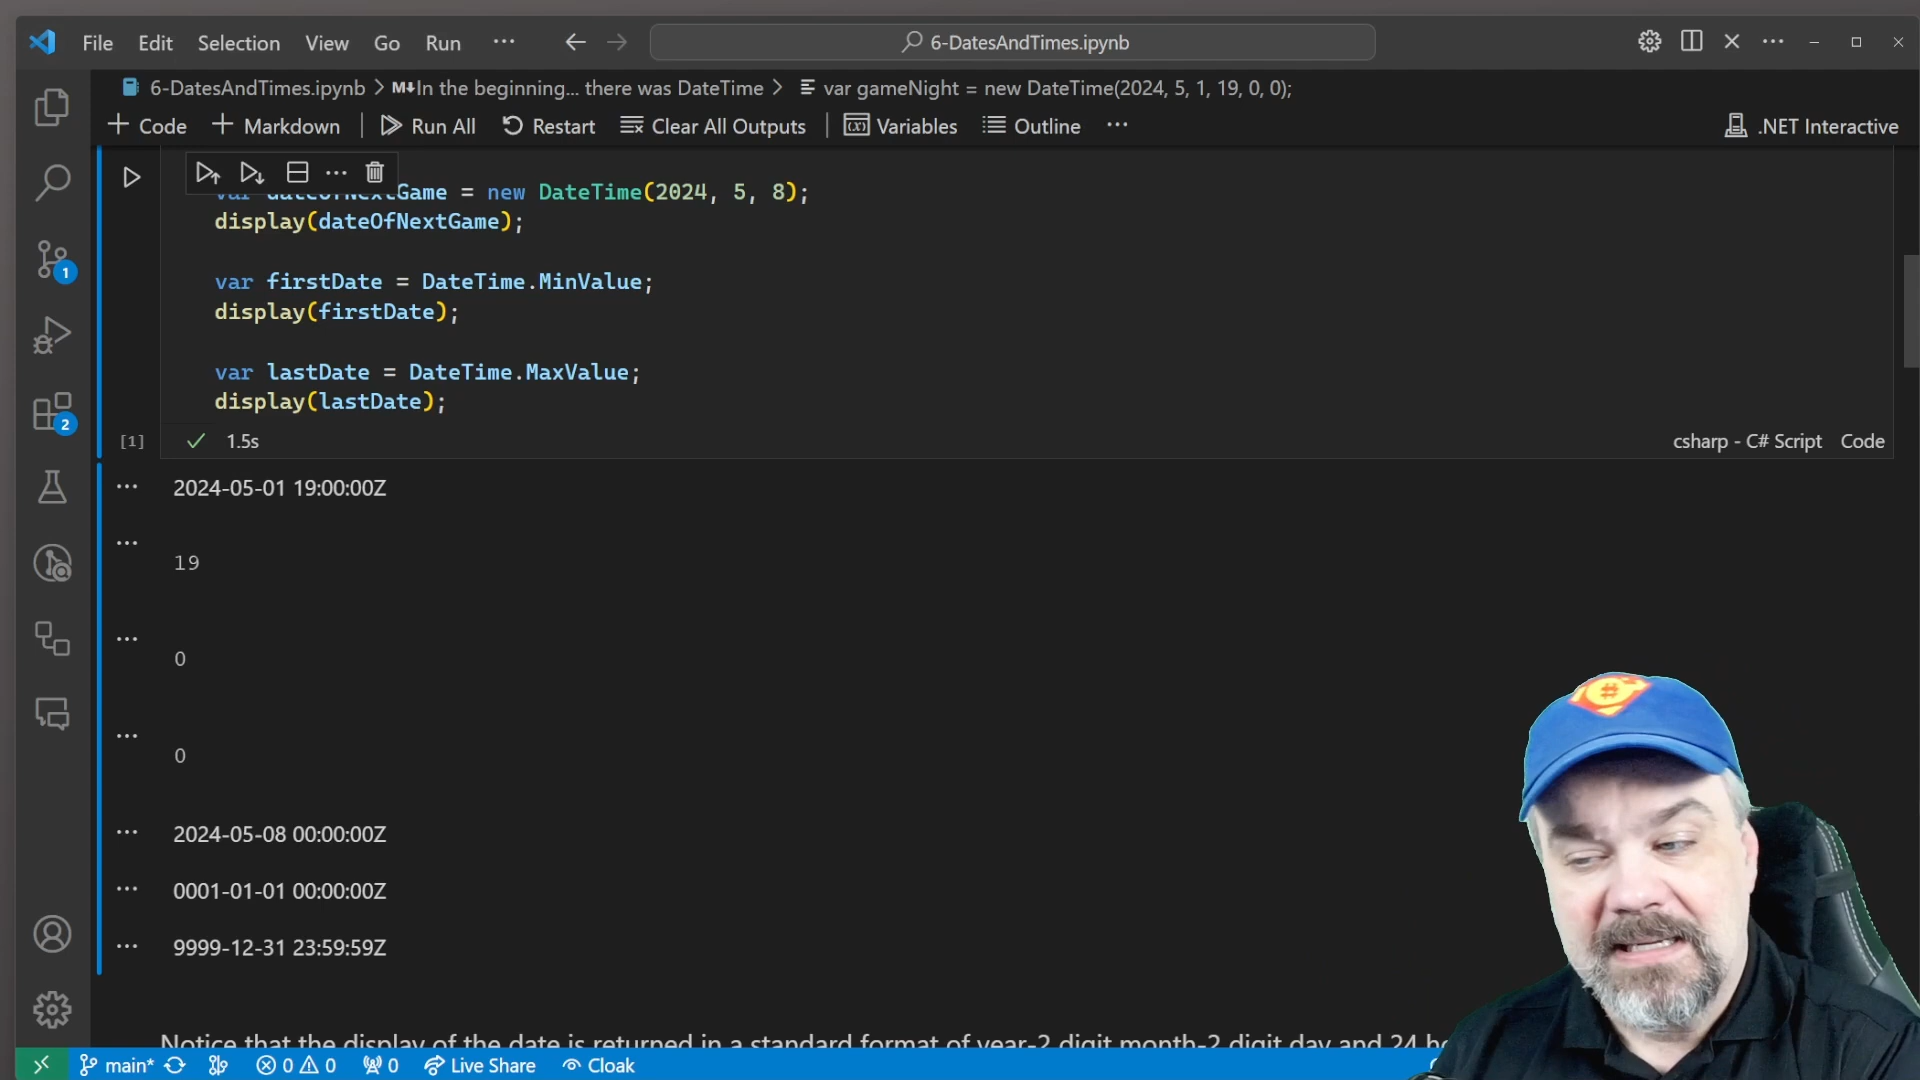 File Edit Selection View Go Run ··· 6-DatesAndTimes.ipynb
6-DatesAndTimes.ipynb > M↓In the beginning... there was DateTime > var gameNight = new DateTime(2024, 5, 1, 19, 0, 0);
+ Code + Markdown Run All Restart Clear All Outputs Variables Outline ··· .NET Interactive
var dateOfNextGame = new DateTime(2024, 5, 8);
display(dateOfNextGame);
var firstDate = DateTime.MinValue;
display(firstDate);
var lastDate = DateTime.MaxValue;
display(lastDate);
[1] ✓ 1.5s csharp - C# Script Code
2024-05-01 19:00:00Z
19
0
0
2024-05-08 00:00:00Z
0001-01-01 00:00:00Z
9999-12-31 23:59:59Z
Notice that the display of the date is returned in a standard format of year-2 digit month-2 digit day and 24
main* 0 0 0 Live Share Cloak
1
2